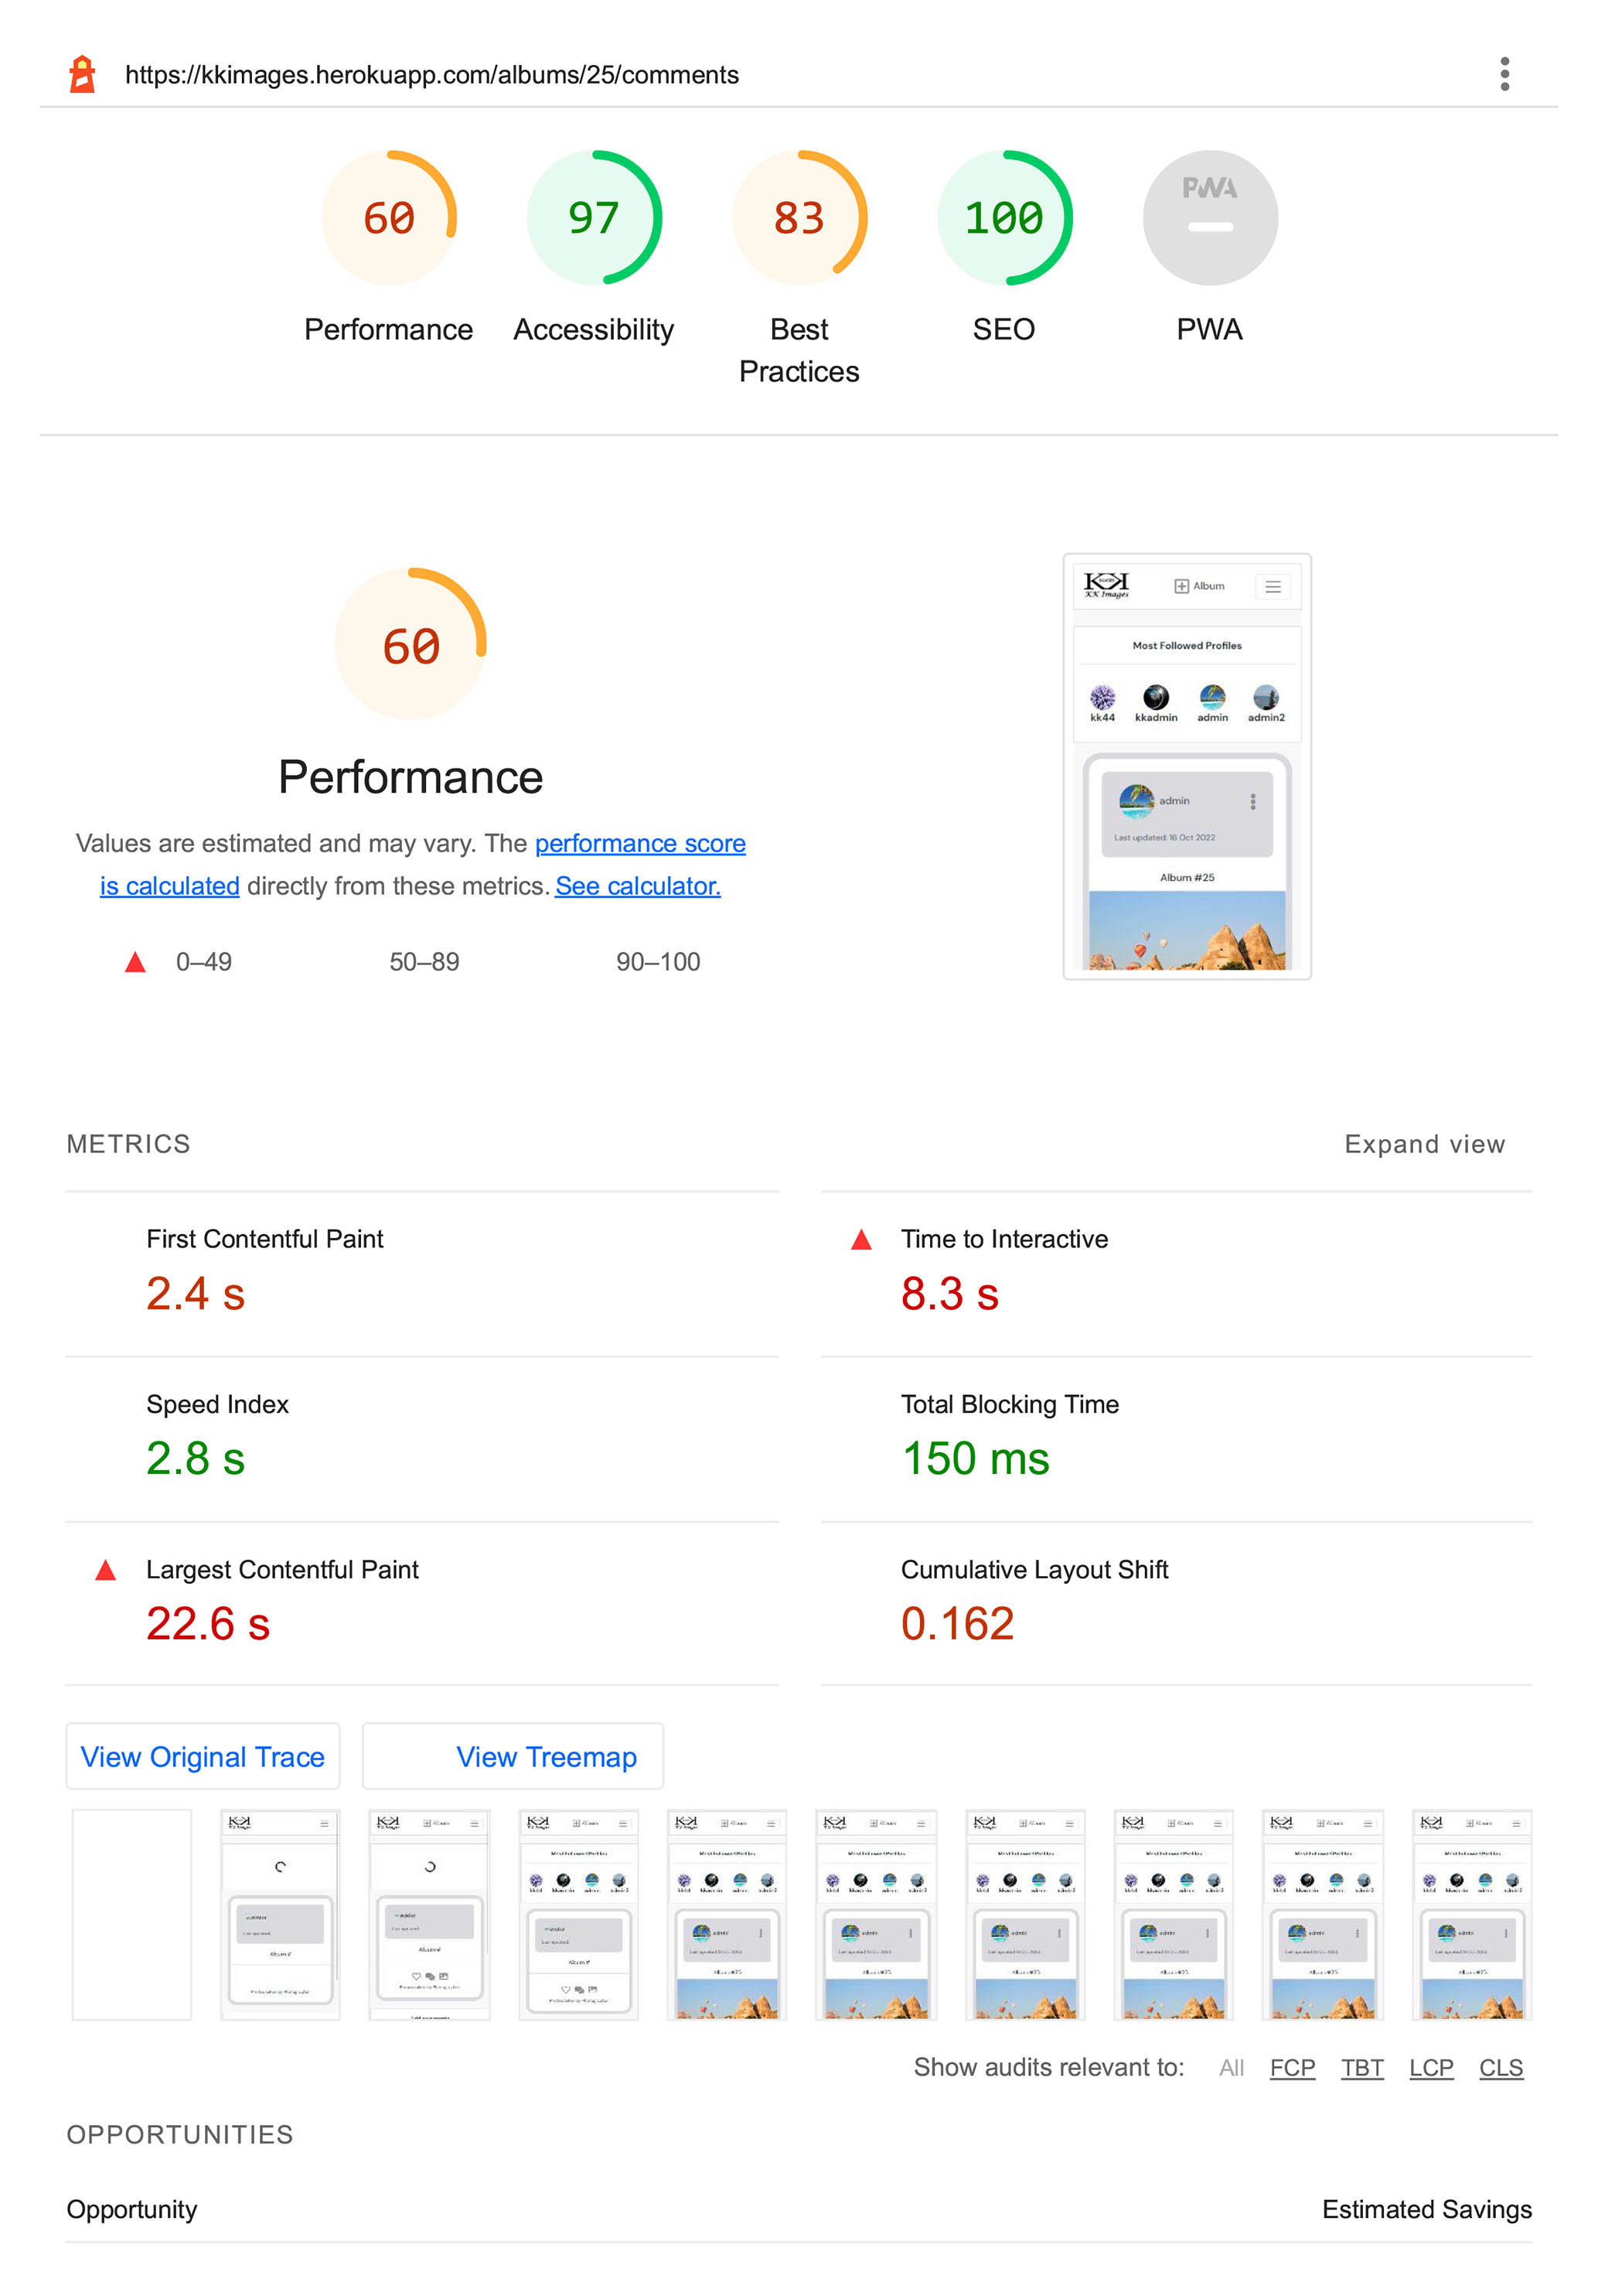 https://kkimages.herokuapp.com/albums/25/comments
60
97
83
100
PWA
Performance
Accessibility
Best
Practices
SEO
PWA
60
Performance
Values are estimated and may vary. The performance score
is calculated directly from these metrics. See calculator.
0–49
50–89
90–100
KK Images
Album
Most Followed Profiles
kk44
kkadmin
admin
admin2
admin
Last updated: 16 Oct 2022
Album #25
METRICS
Expand view
First Contentful Paint
2.4 s
Time to Interactive
8.3 s
Speed Index
2.8 s
Total Blocking Time
150 ms
Largest Contentful Paint
22.6 s
Cumulative Layout Shift
0.162
View Original Trace
View Treemap
Show audits relevant to: All FCP TBT LCP CLS
OPPORTUNITIES
Opportunity
Estimated Savings